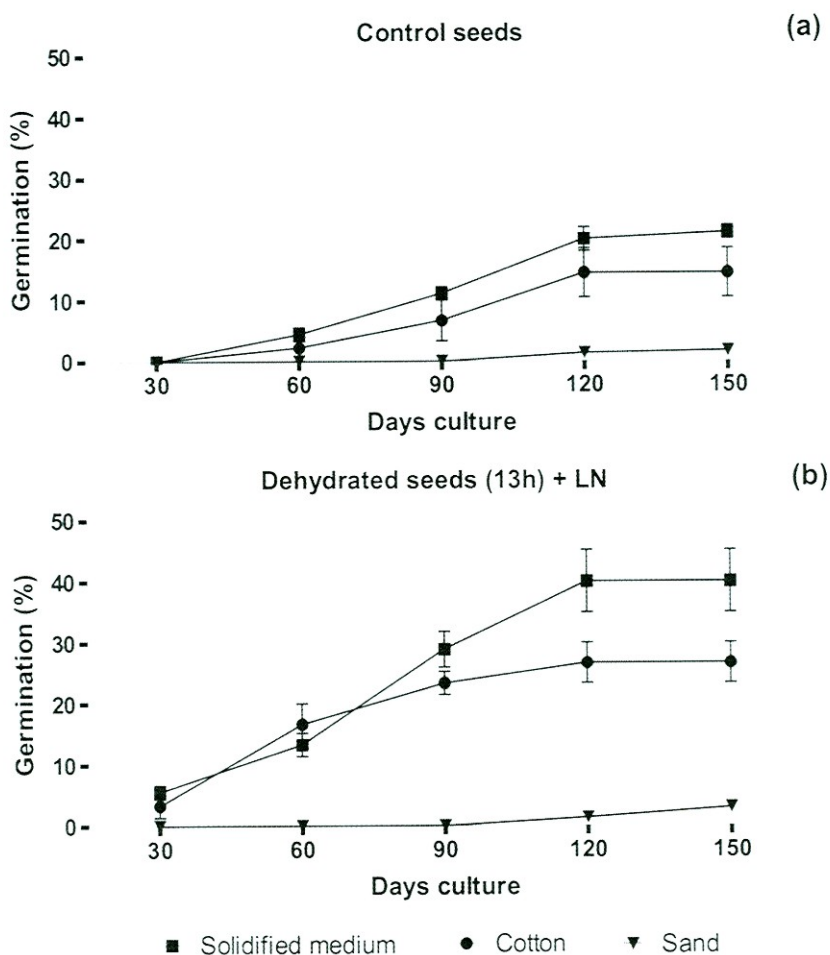 Control seeds
(a)
50
40
30
20
10
0
Germination (%)
30 60 90 120 150
Days culture
Dehydrated seeds (13h) + LN
(b)
50
40
30
20
10
0
Germination (%)
30 60 90 120 150
Days culture
Solidified medium Cotton Sand